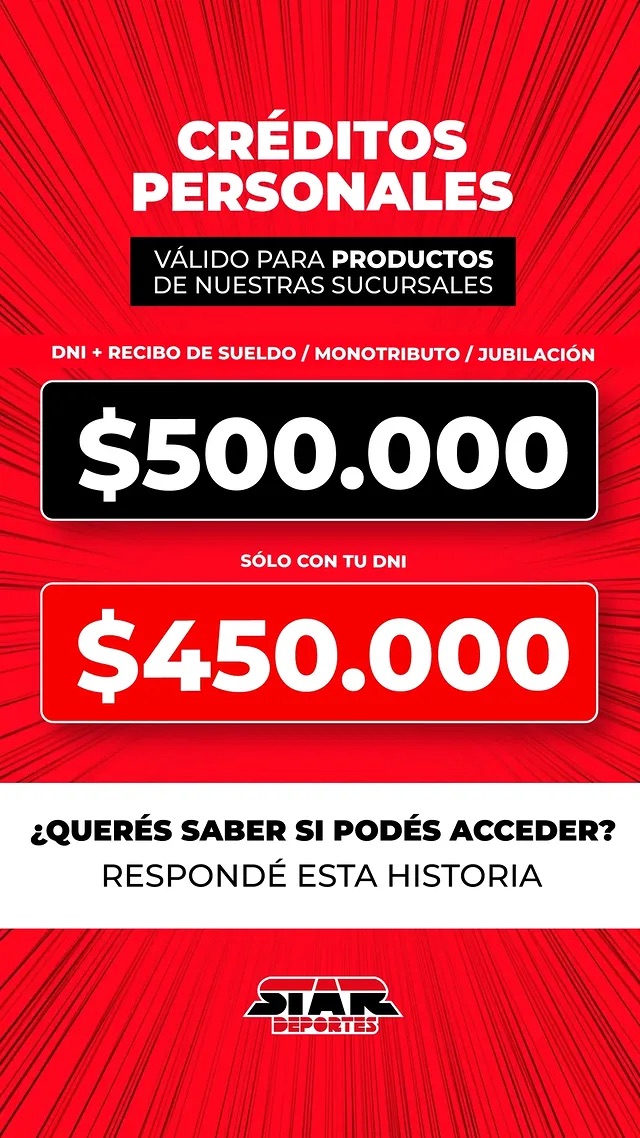 CRÉDITOS
PERSONALES
VÁLIDO PARA PRODUCTOS
DE NUESTRAS SUCURSALES
DNI + RECIBO DE SUELDO / MONOTRIBUTO / JUBILACIÓN
$500.000
SÓLO CON TU DNI
$450.000
¿QUERÉS SABER SI PODÉS ACCEDER?
RESPONDÉ ESTA HISTORIA
STAR
DEPORTES